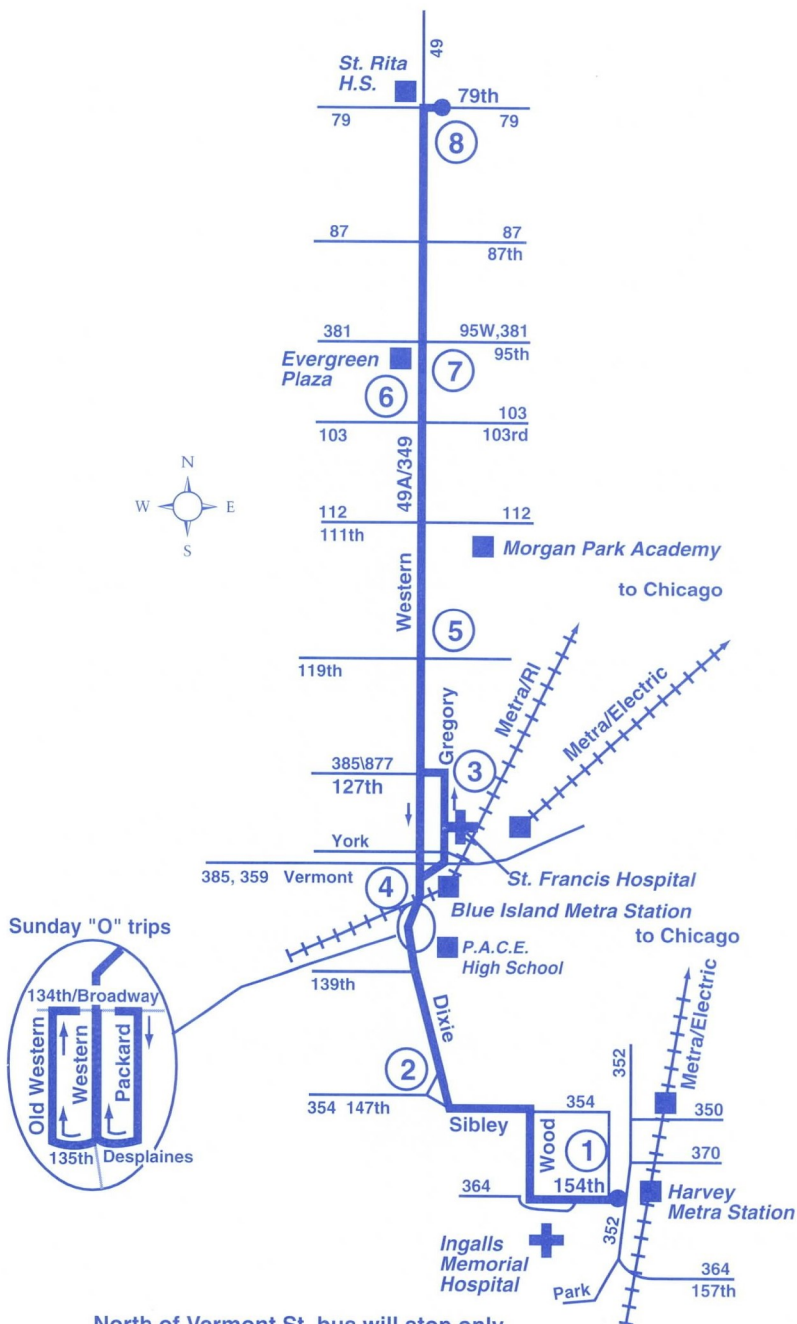 49
St. Rita
H.S.
79th
79
79
8
87
87
87th
381
95W,381
95th
Evergreen
Plaza
7
6
103
103
103rd
49A/349
N
W
E
S
112
112
111th
Morgan Park Academy
to Chicago
Western
5
119th
Metra/RI
Metra/Electric
Gregory
385\877
127th
3
York
385, 359 Vermont
St. Francis Hospital
4
Blue Island Metra Station
Sunday "O" trips
to Chicago
P.A.C.E.
High School
134th/Broadway
139th
Old Western
Western
Packard
Dixie
352
Metra/Electric
2
354 147th
354
350
Sibley
135th
Desplaines
Wood
1
370
364
154th
Harvey
Metra Station
352
Ingalls
Memorial
Hospital
364
Park
157th
North of Vermont St. bus will stop only